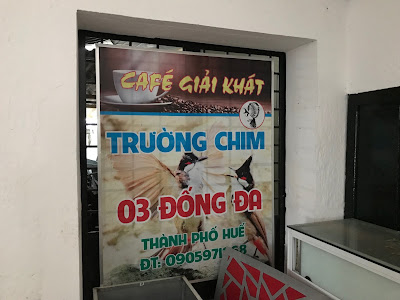 CAFÉ GIẢI KHÁT
TRƯỜNG CHIM
03 ĐỐNG ĐA
THÀNH PHỐ HUẾ
ĐT: